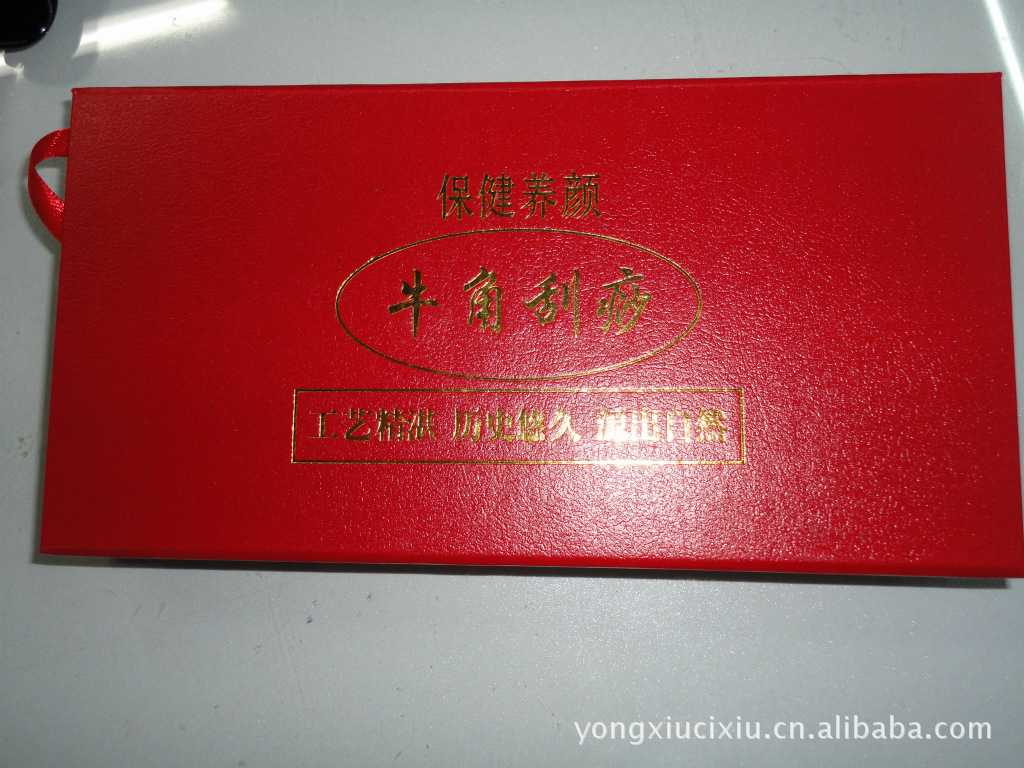 保健养颜
牛角刮痧
工艺精湛 历史悠久 源出自然
yongxiucixiu.cn.alibaba.com